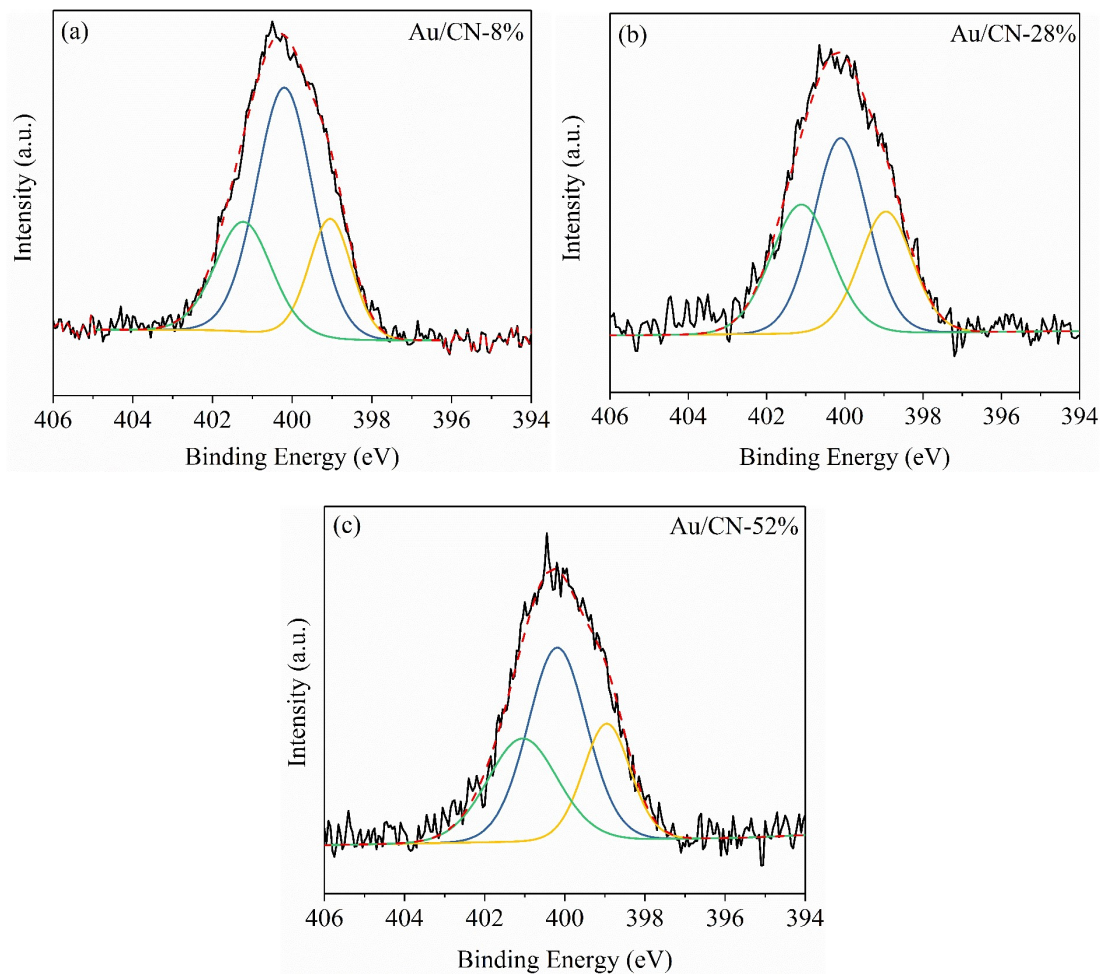 (a)
Au/CN-8%
Intensity (a.u.)
406 404 402 400 398 396 394
Binding Energy (eV)
(b)
Au/CN-28%
Intensity (a.u.)
406 404 402 400 398 396 394
Binding Energy (eV)
(c)
Au/CN-52%
Intensity (a.u.)
406 404 402 400 398 396 394
Binding Energy (eV)